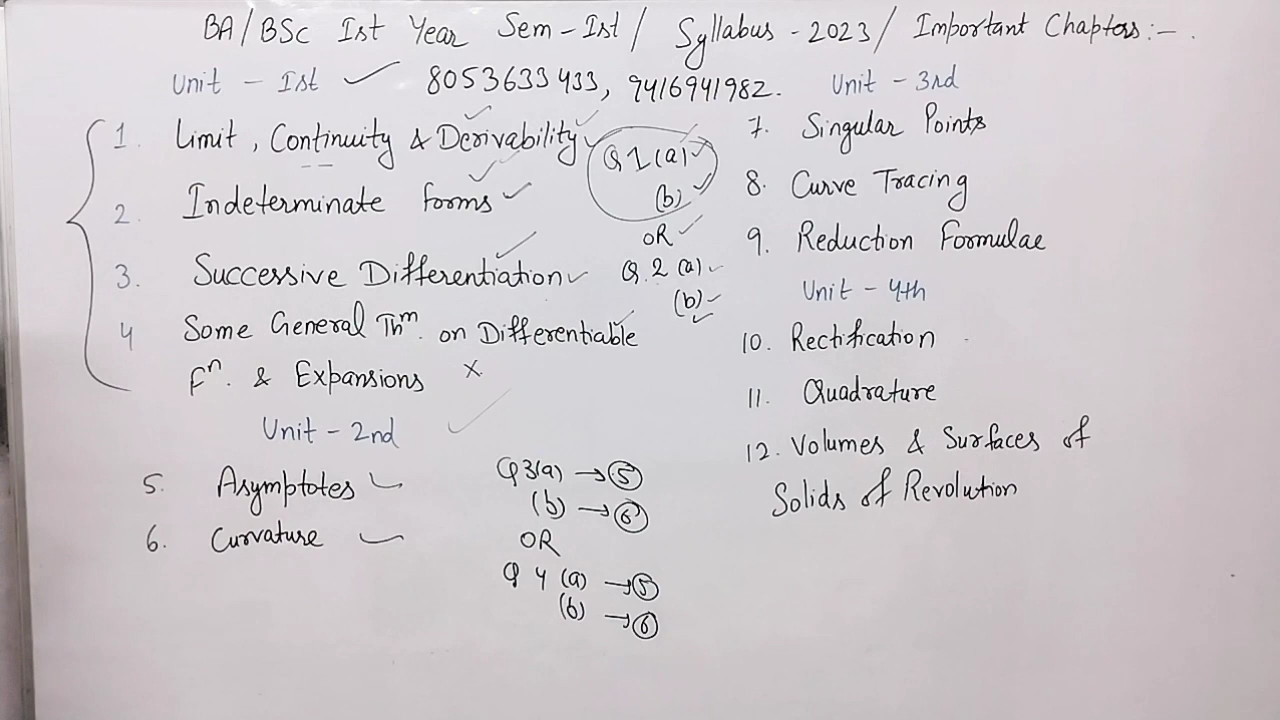 BA/BSc Ist Year Sem-Ist/ Syllabus-2023/ Important Chapters:-
Unit - Ist 8053633433, 9416941982.
1. Limit, Continuity & Derivability
2. Indeterminate forms
3. Successive Differentiation
4 Some General Thm. on Differentiable
Fn. & Expansions ×
Q 1 (a)
(b)
OR
Q.2 (a)
(b)
Unit - 2nd
5. Asymptotes
6. Curvature
Q3(a) → 5
(b) → 6
OR
Q 4 (a) → 5
(b) → 6
Unit - 3rd
7. Singular Points
8. Curve Tracing
9. Reduction Formulae
Unit - 4th
10. Rectification
11. Quadrature
12. Volumes & Surfaces of
Solids of Revolution